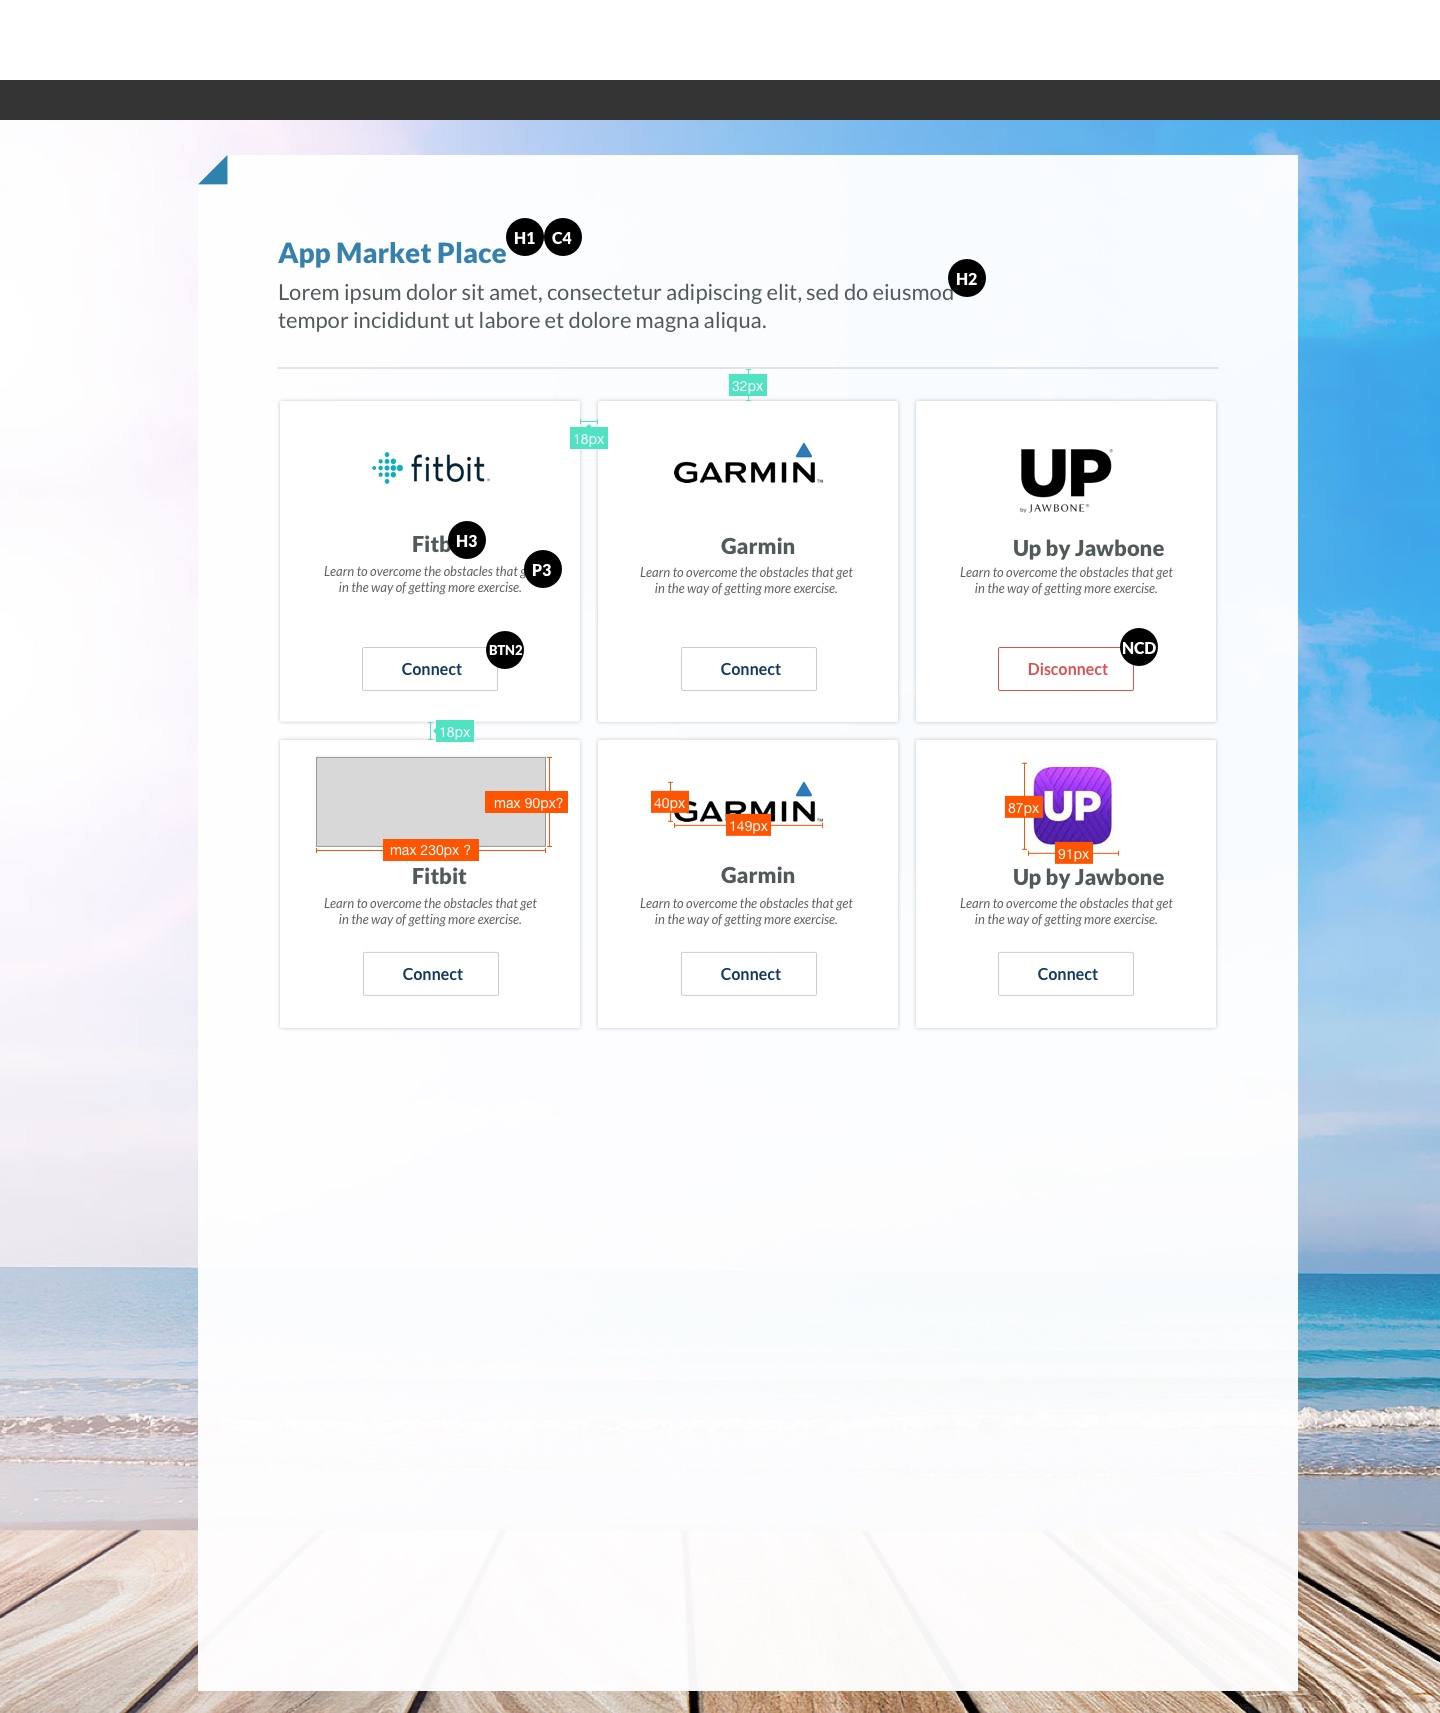 App Market Place H1 C4
Lorem ipsum dolor sit amet, consectetur adipiscing elit, sed do eiusmod H2
tempor incididunt ut labore et dolore magna aliqua.
32px
18px
fitbit
GARMIN™
UP®
by JAWBONE®
Fitb H3
Garmin
Up by Jawbone
Learn to overcome the obstacles that g P3
in the way of getting more exercise.
Learn to overcome the obstacles that get
in the way of getting more exercise.
Learn to overcome the obstacles that get
in the way of getting more exercise.
Connect BTN2
Connect
Disconnect NCD
18px
max 90px?
max 230px ?
40px
GARMIN™
149px
87px
UP
91px
Fitbit
Garmin
Up by Jawbone
Learn to overcome the obstacles that get
in the way of getting more exercise.
Learn to overcome the obstacles that get
in the way of getting more exercise.
Learn to overcome the obstacles that get
in the way of getting more exercise.
Connect
Connect
Connect